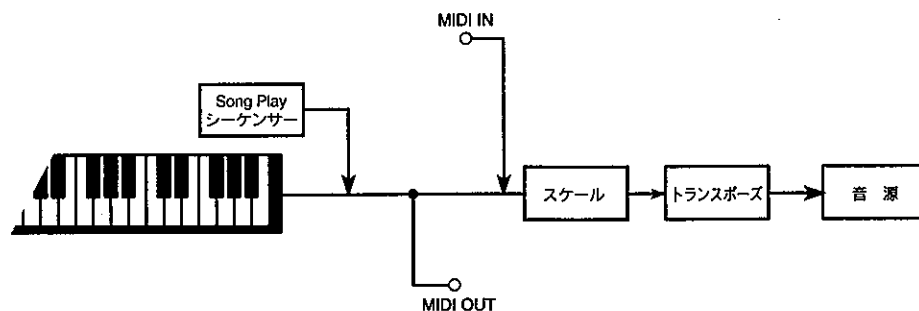 MIDI IN
Song Play
シーケンサー
スケール
トランスポーズ
音 源
MIDI OUT